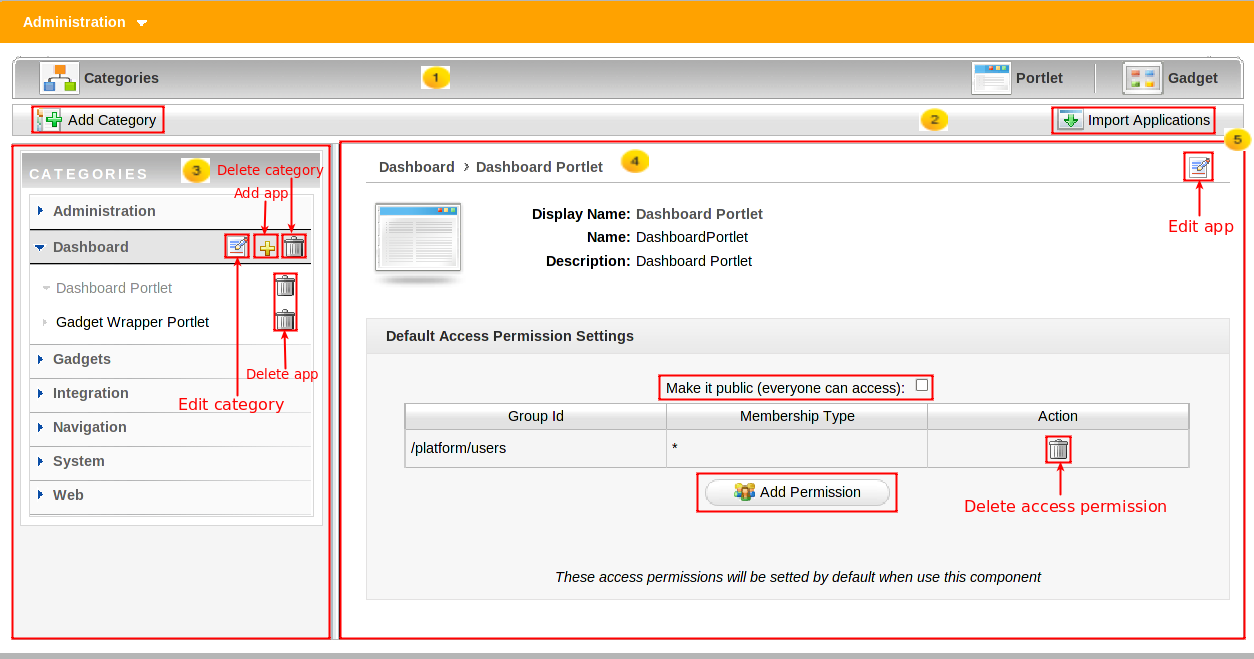 Administration
Categories 1 Portlet Gadget
Add Category 2 Import Applications
5
CATEGORIES 3 Delete category
Add app
Administration
Dashboard
Dashboard Portlet
Gadget Wrapper Portlet
Gadgets
Delete app
Integration
Edit category
Navigation
System
Web
Dashboard > Dashboard Portlet 4
Edit app
Display Name: Dashboard Portlet
Name: DashboardPortlet
Description: Dashboard Portlet
Default Access Permission Settings
Make it public (everyone can access):
Group Id Membership Type Action
/platform/users *
Add Permission
Delete access permission
These access permissions will be setted by default when use this component